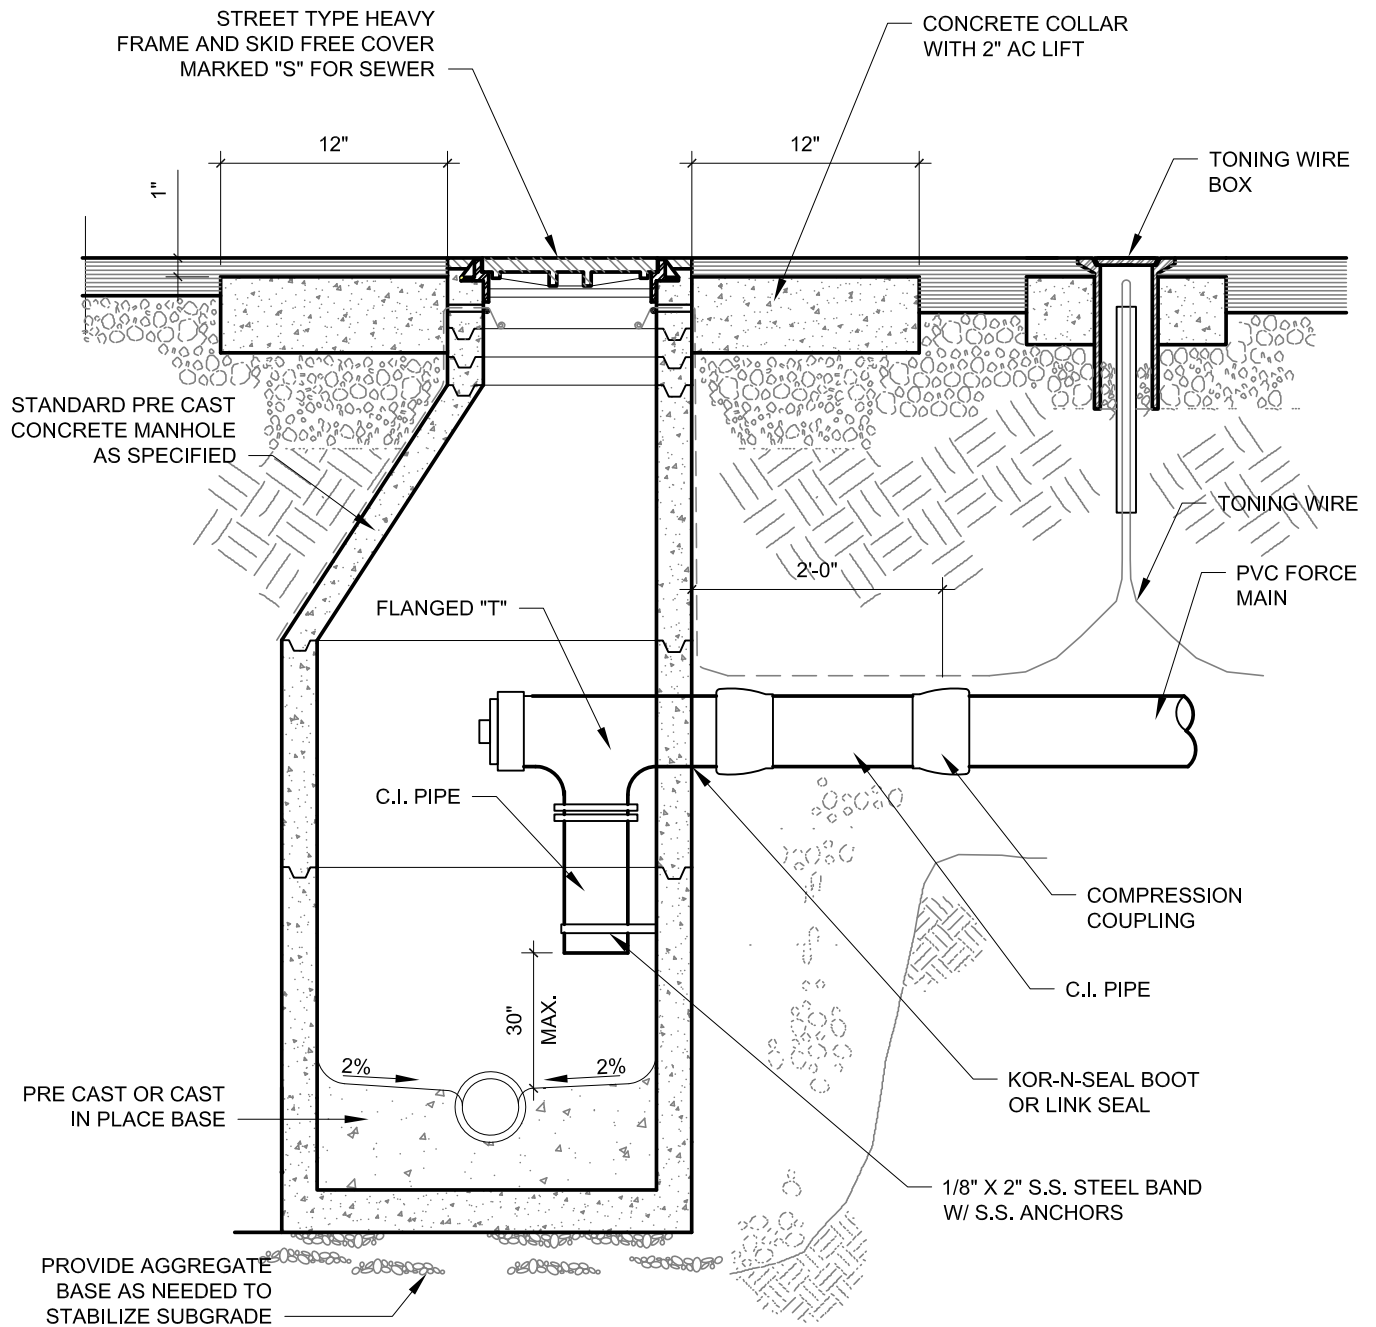 STREET TYPE HEAVY
FRAME AND SKID FREE COVER
MARKED "S" FOR SEWER
CONCRETE COLLAR
WITH 2" AC LIFT
12"
12"
1"
TONING WIRE
BOX
STANDARD PRE CAST
CONCRETE MANHOLE
AS SPECIFIED
TONING WIRE
2'-0"
PVC FORCE
MAIN
FLANGED "T"
C.I. PIPE
COMPRESSION
COUPLING
C.I. PIPE
30"
MAX.
2%
2%
KOR-N-SEAL BOOT
OR LINK SEAL
PRE CAST OR CAST
IN PLACE BASE
1/8" X 2" S.S. STEEL BAND
W/ S.S. ANCHORS
PROVIDE AGGREGATE
BASE AS NEEDED TO
STABILIZE SUBGRADE